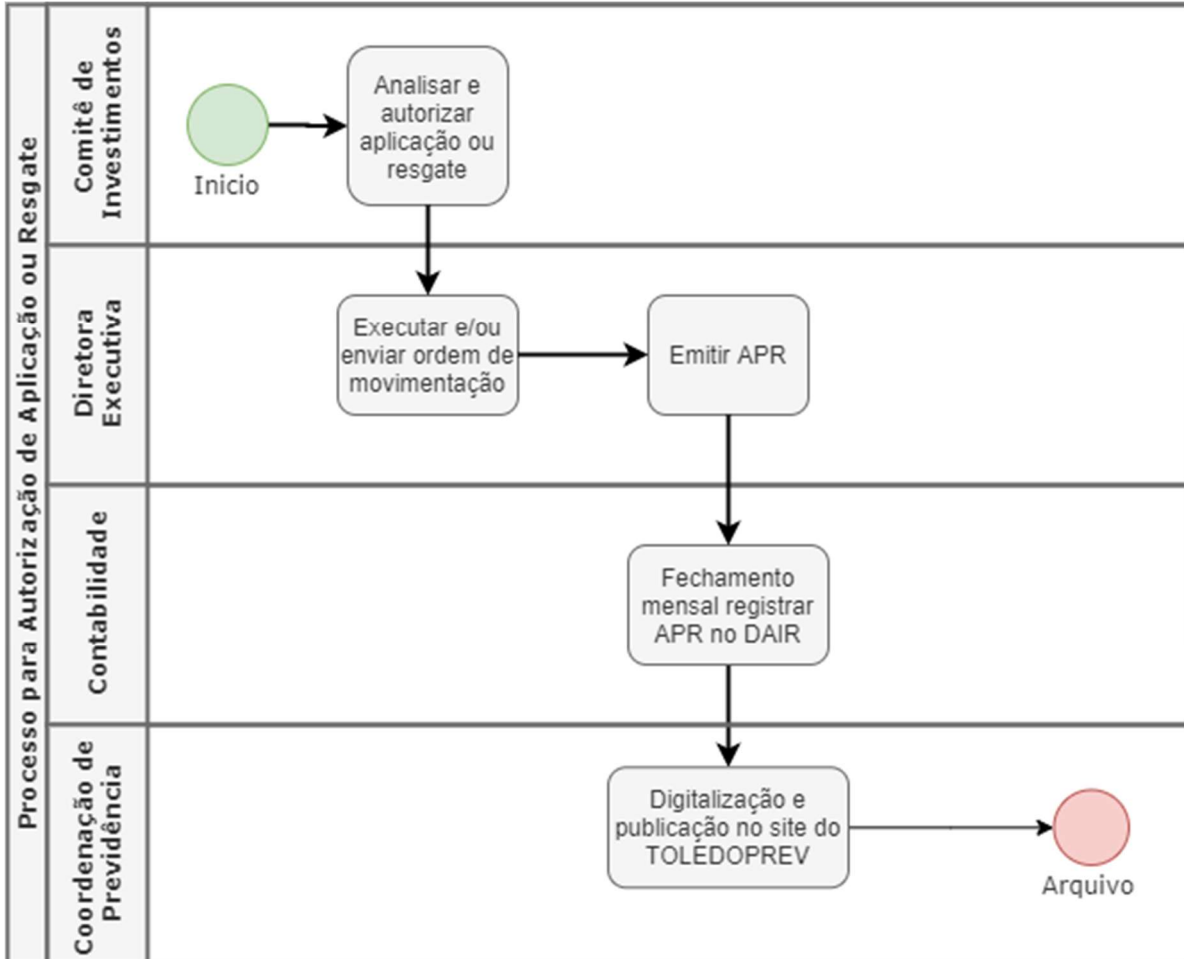 Processo para Autorização de Aplicação ou Resgate
Comitê de
Investimentos
Inicio
Analisar e
autorizar
aplicação ou
resgate
Diretora
Executiva
Executar e/ou
enviar ordem de
movimentação
Emitir APR
Contabilidade
Fechamento
mensal registrar
APR no DAIR
Coordenação de
Previdência
Digitalização e
publicação no site do
TOLEDOPREV
Arquivo